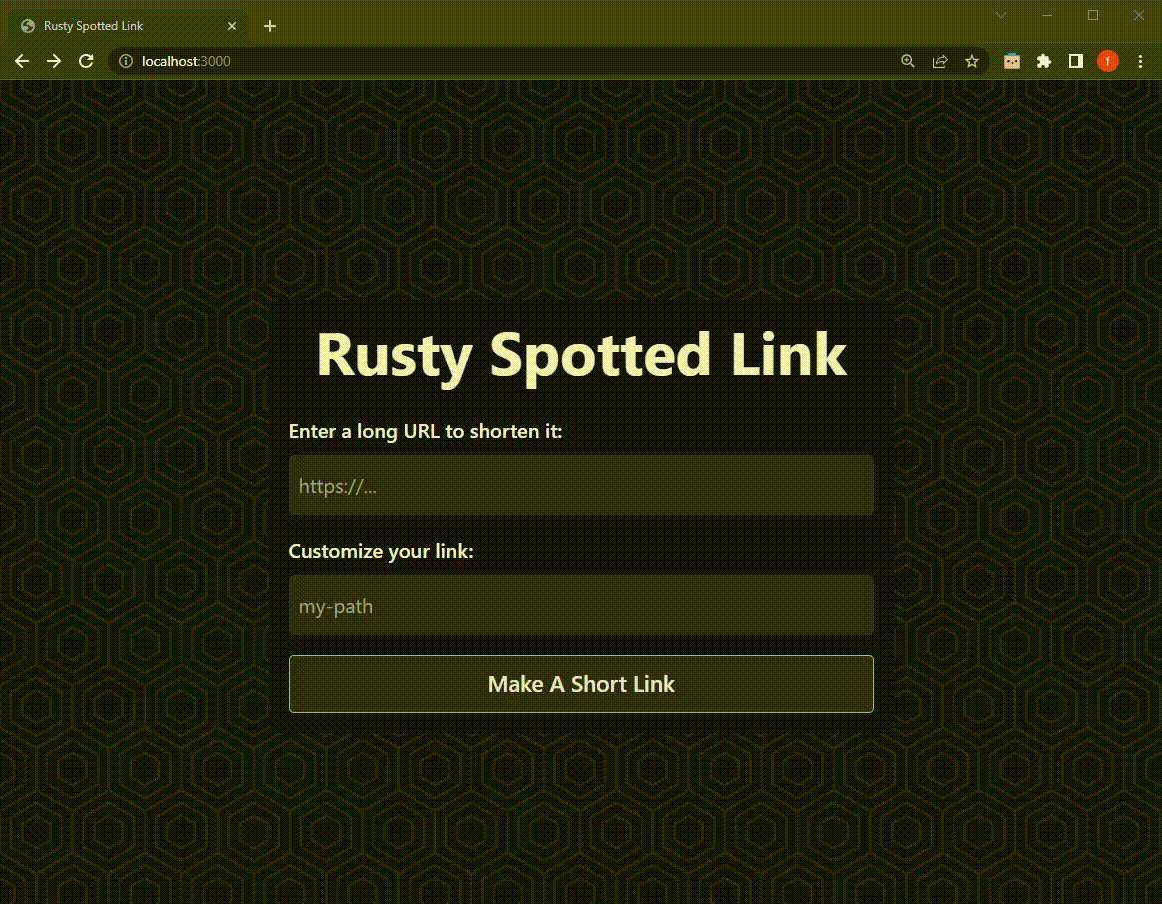 Rusty Spotted Link
localhost:3000
f
Rusty Spotted Link
Enter a long URL to shorten it:
https://...
Customize your link:
my-path
Make A Short Link